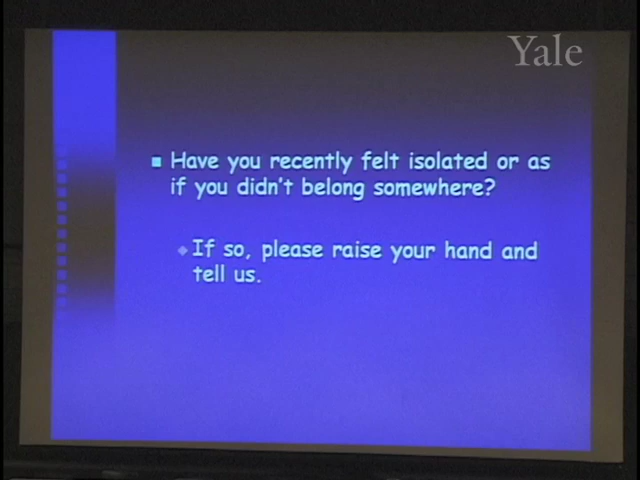 Yale
Have you recently felt isolated or as
if you didn't belong somewhere?
If so, please raise your hand and
tell us.